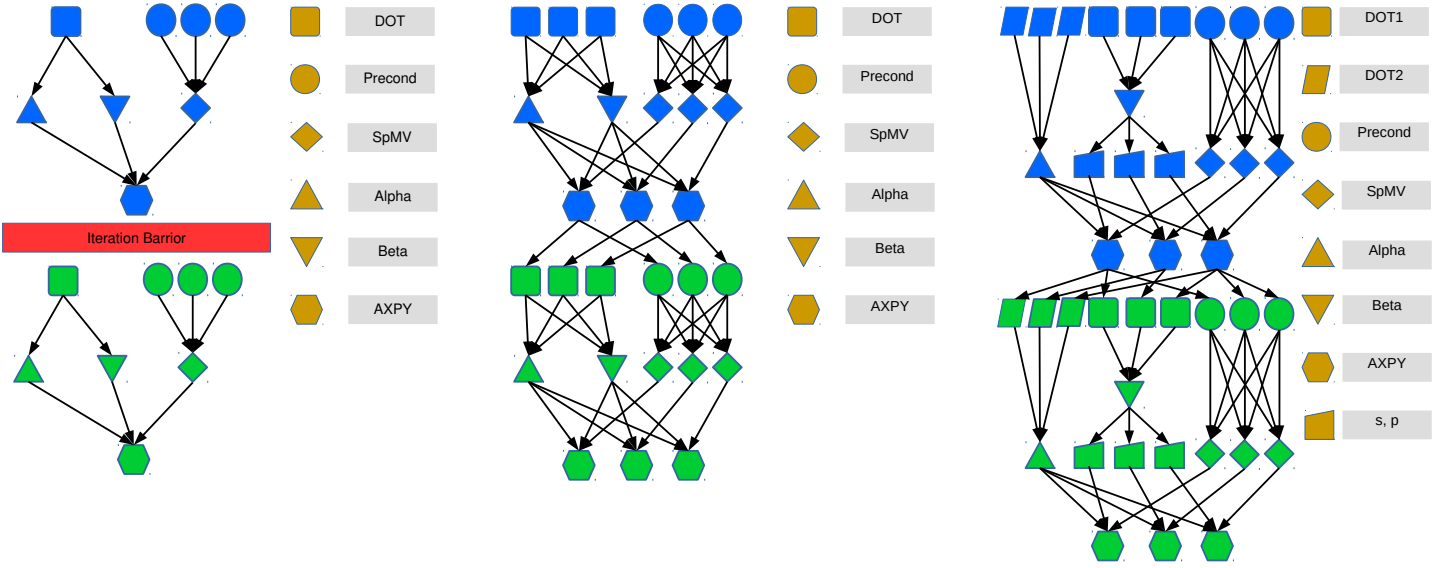 DOT
Precond
SpMV
Alpha
Beta
AXPY
Iteration Barrior
DOT
Precond
SpMV
Alpha
Beta
AXPY
DOT1
DOT2
Precond
SpMV
Alpha
Beta
AXPY
s, p